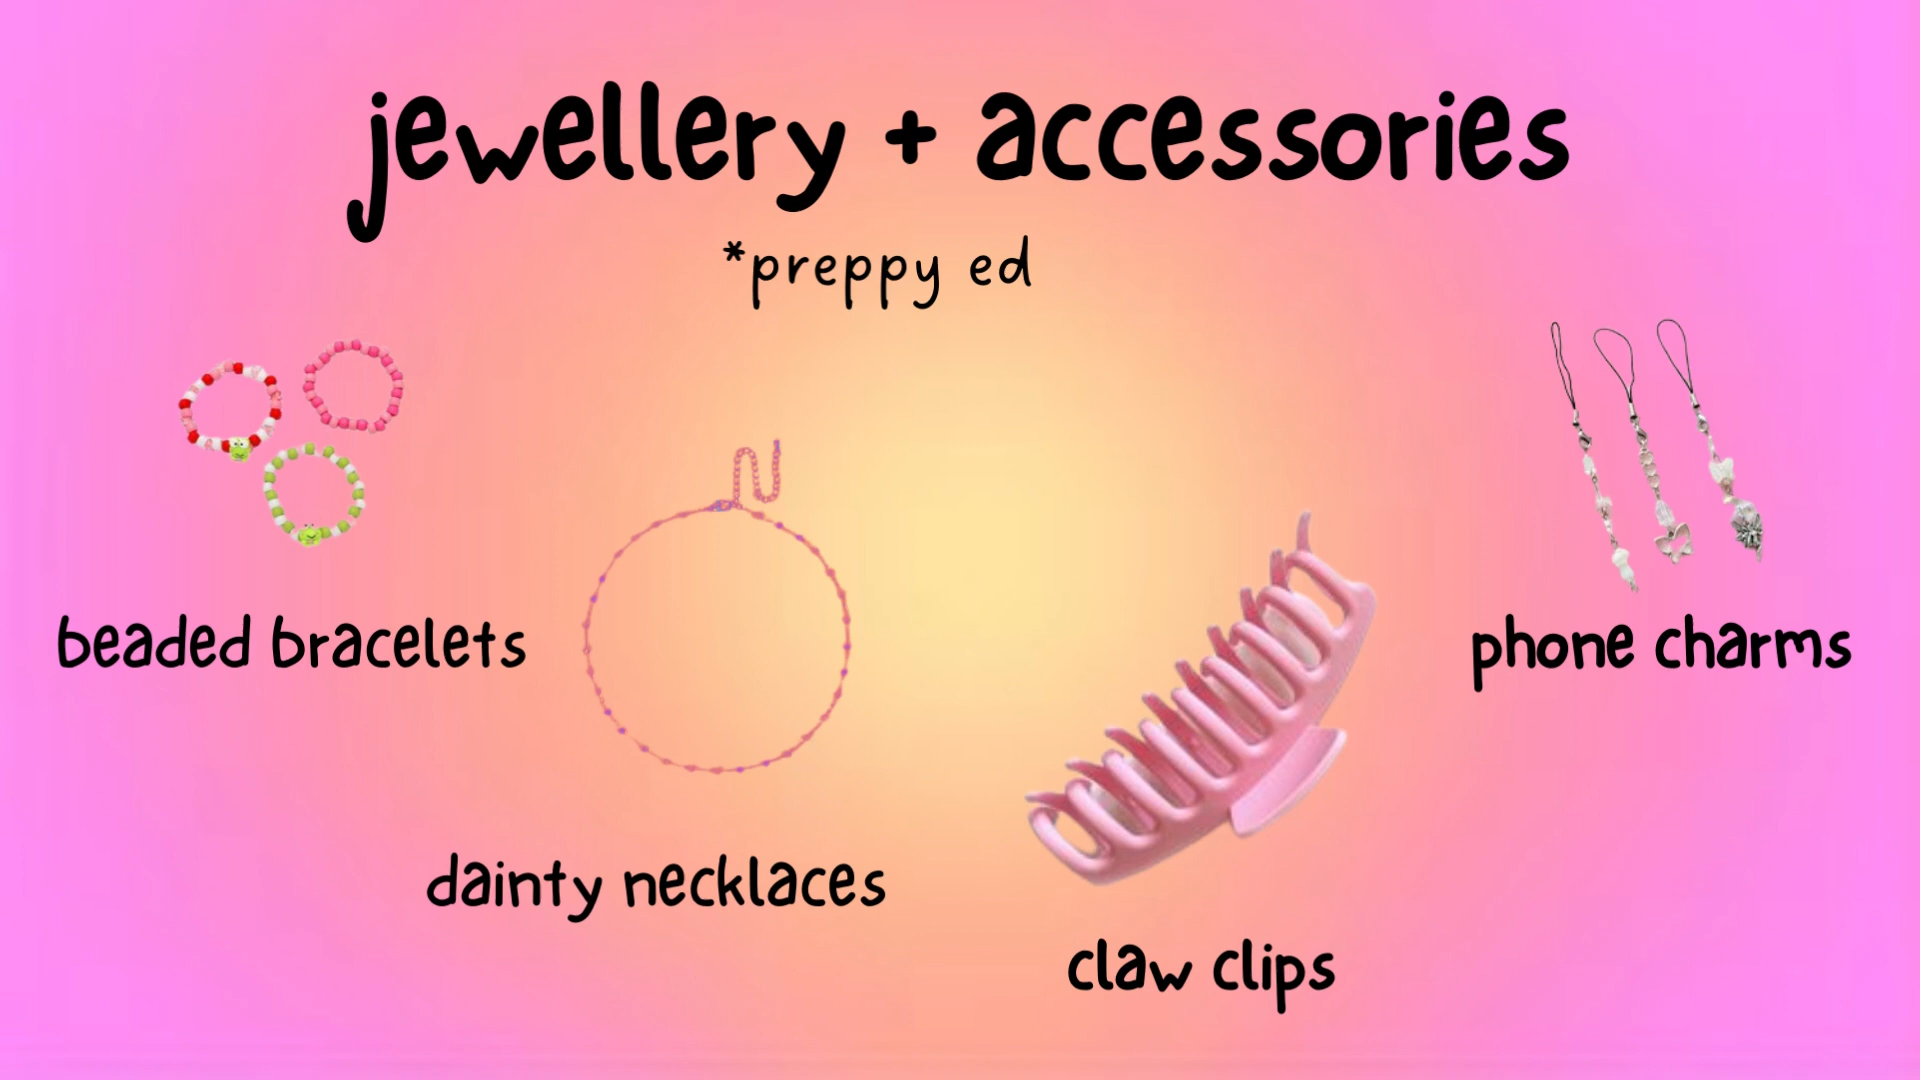 jewellery + accessories
*preppy ed
beaded bracelets
dainty necklaces
claw clips
phone charms